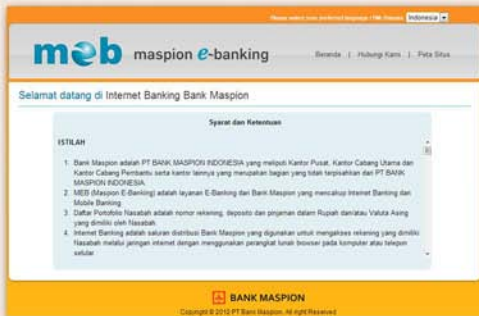 Please select your preferred language / Pilih Bahasa: Indonesia
meb maspion e-banking
Beranda | Hubungi Kami | Peta Situs
Selamat datang di Internet Banking Bank Maspion
Syarat dan Ketentuan
ISTILAH
1. Bank Maspion adalah PT BANK MASPION INDONESIA yang meliputi Kantor Pusat, Kantor Cabang Utama dan
Kantor Cabang Pembantu serta kantor lainnya yang merupakan bagian yang tidak terpisahkan dari PT BANK
MASPION INDONESIA.
2. MEB (Maspion E-Banking) adalah layanan E-Banking dari Bank Maspion yang mencakup Internet Banking dan
Mobile Banking
3. Daftar Portofolio Nasabah adalah nomor rekening, deposito dan pinjaman dalam Rupiah dan/atau Valuta Asing
yang dimiliki oleh Nasabah.
4. Internet Banking adalah saluran distribusi Bank Maspion yang digunakan untuk mengakses rekening yang dimiliki
Nasabah melalui jaringan internet dengan menggunakan perangkat lunak browser pada komputer atau telepon
selular.
BANK MASPION
Copyright © 2012 PT Bank Maspion. All right Reserved